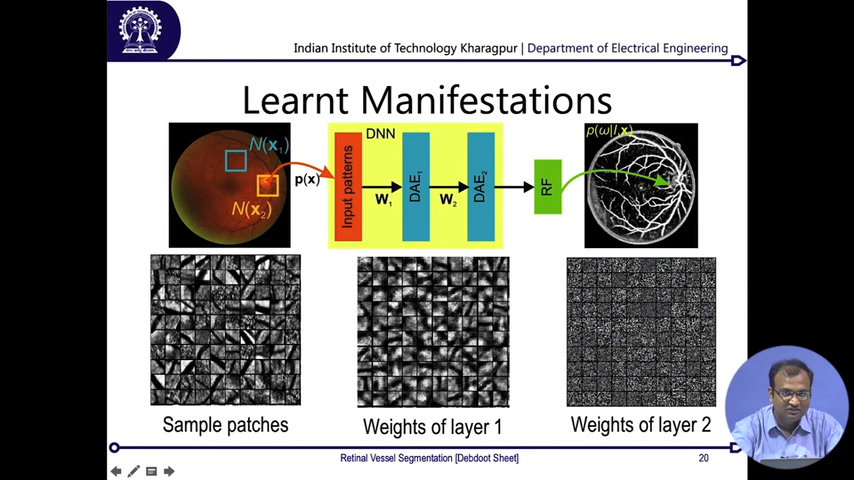 Indian Institute of Technology Kharagpur | Department of Electrical Engineering
Learnt Manifestations
N(x₁)
N(x₂)
p(x)
DNN
Input patterns
W₁
DAE₁
W₂
DAE₂
RF
p(ω|I,x)
Sample patches
Weights of layer 1
Weights of layer 2
Retinal Vessel Segmentation [Debdoot Sheet]
20